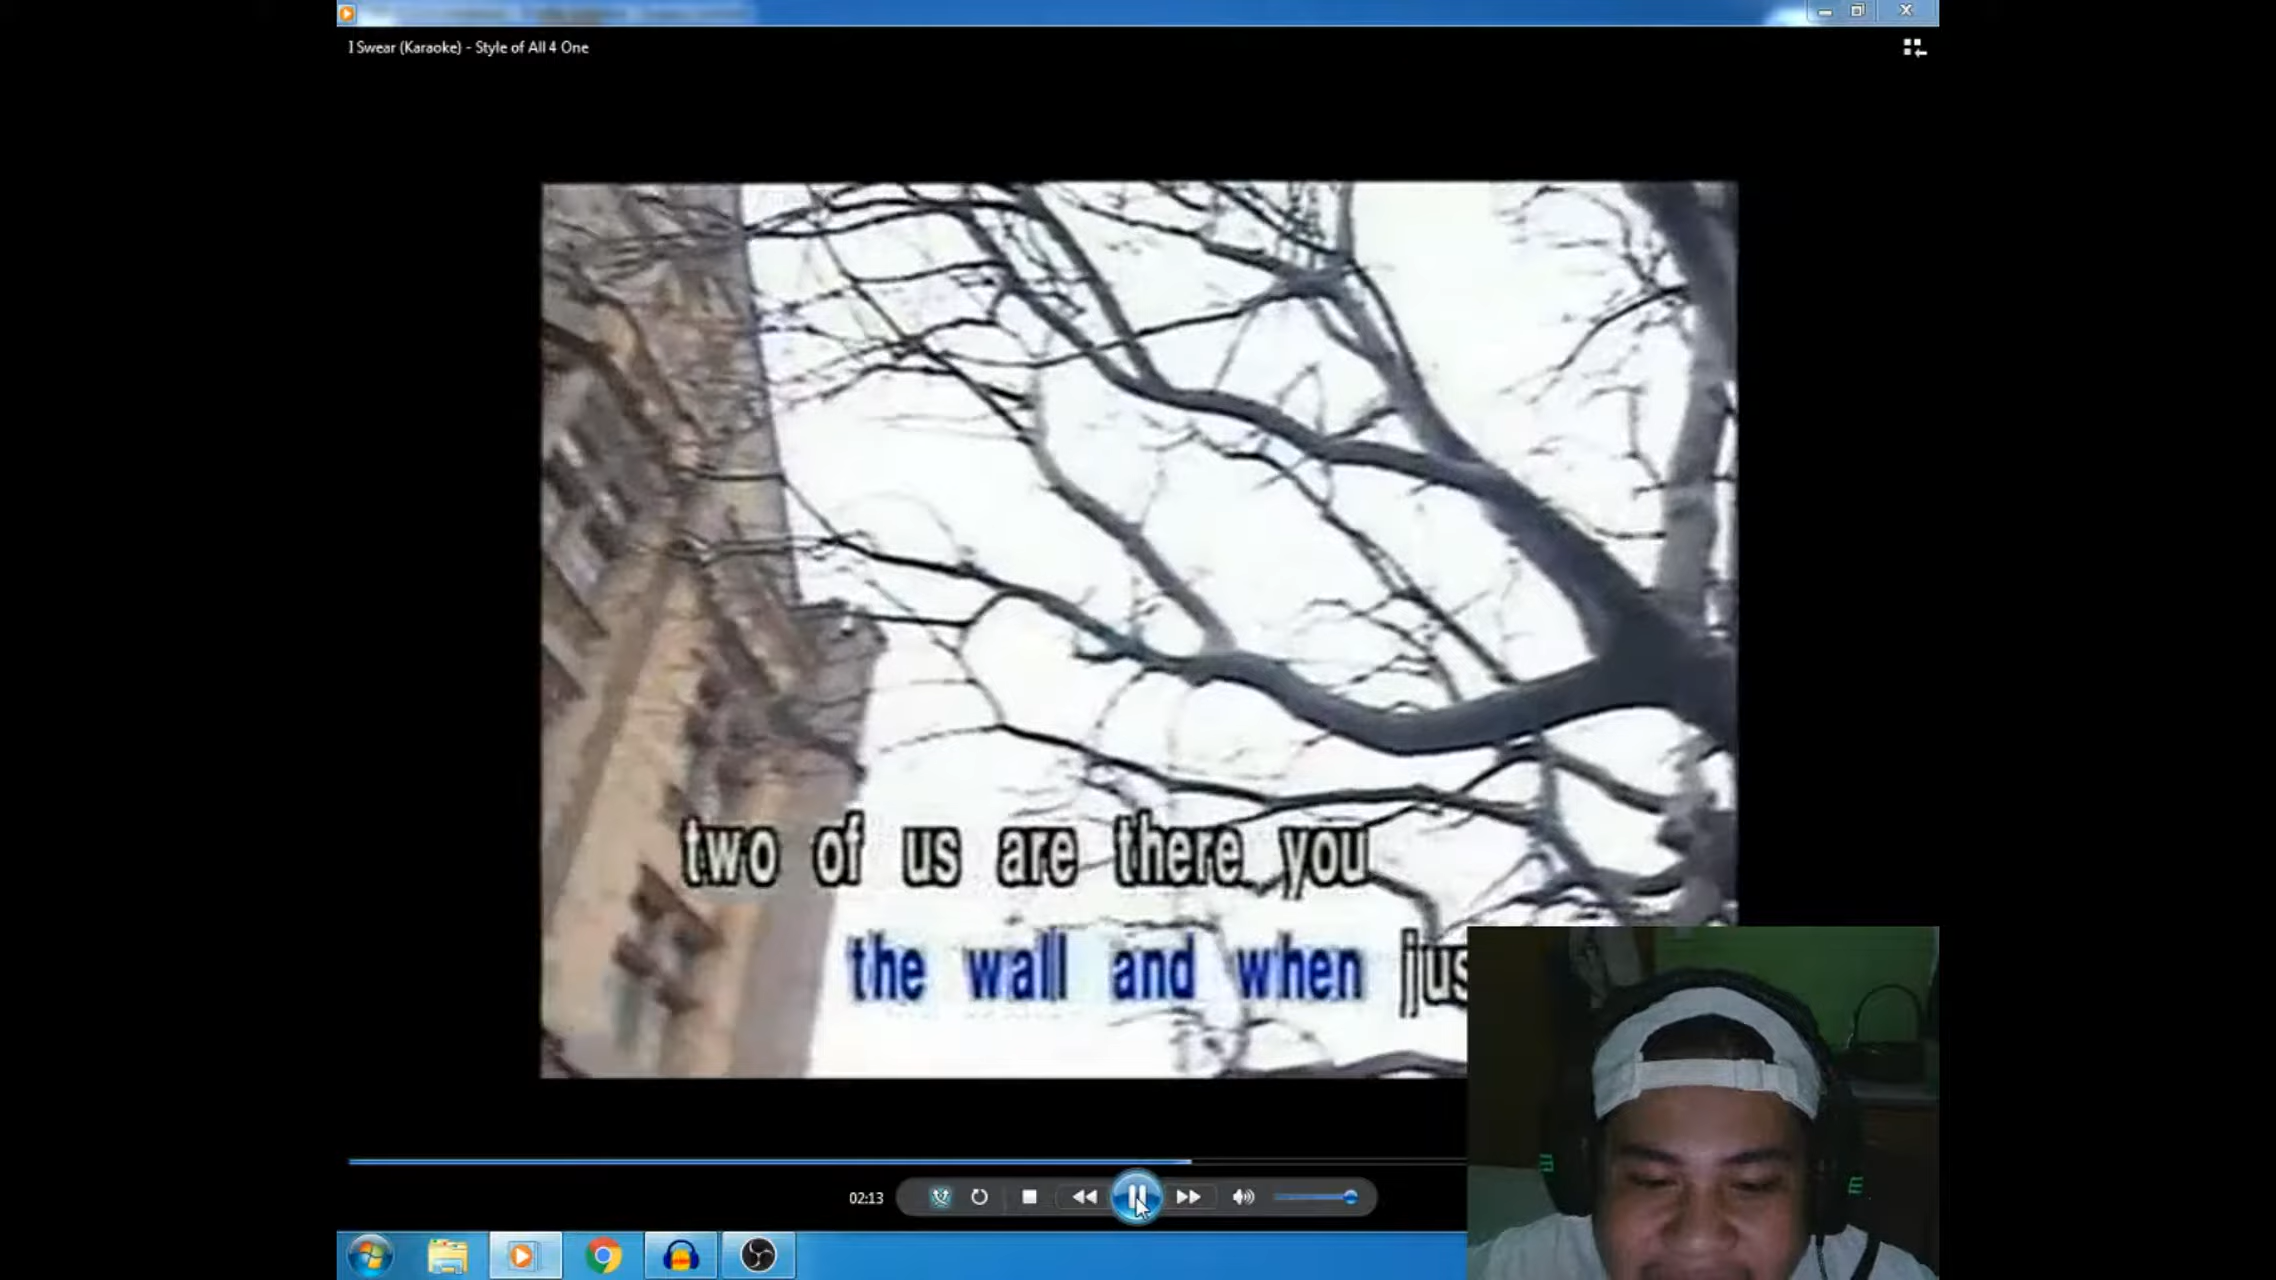 I Swear (Karaoke) - Style of All 4 One
two of us are there you
the wall and when jus
02:13